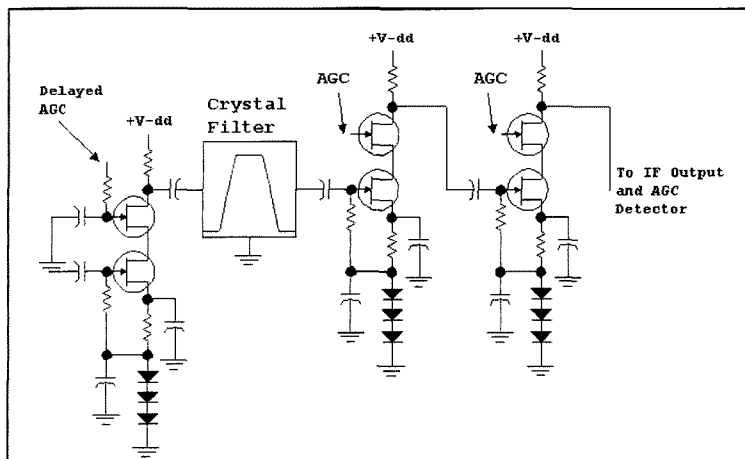 +V-dd
+V-dd
AGC
AGC
Delayed
AGC
+V-dd
Crystal
Filter
To IF Output
and AGC
Detector